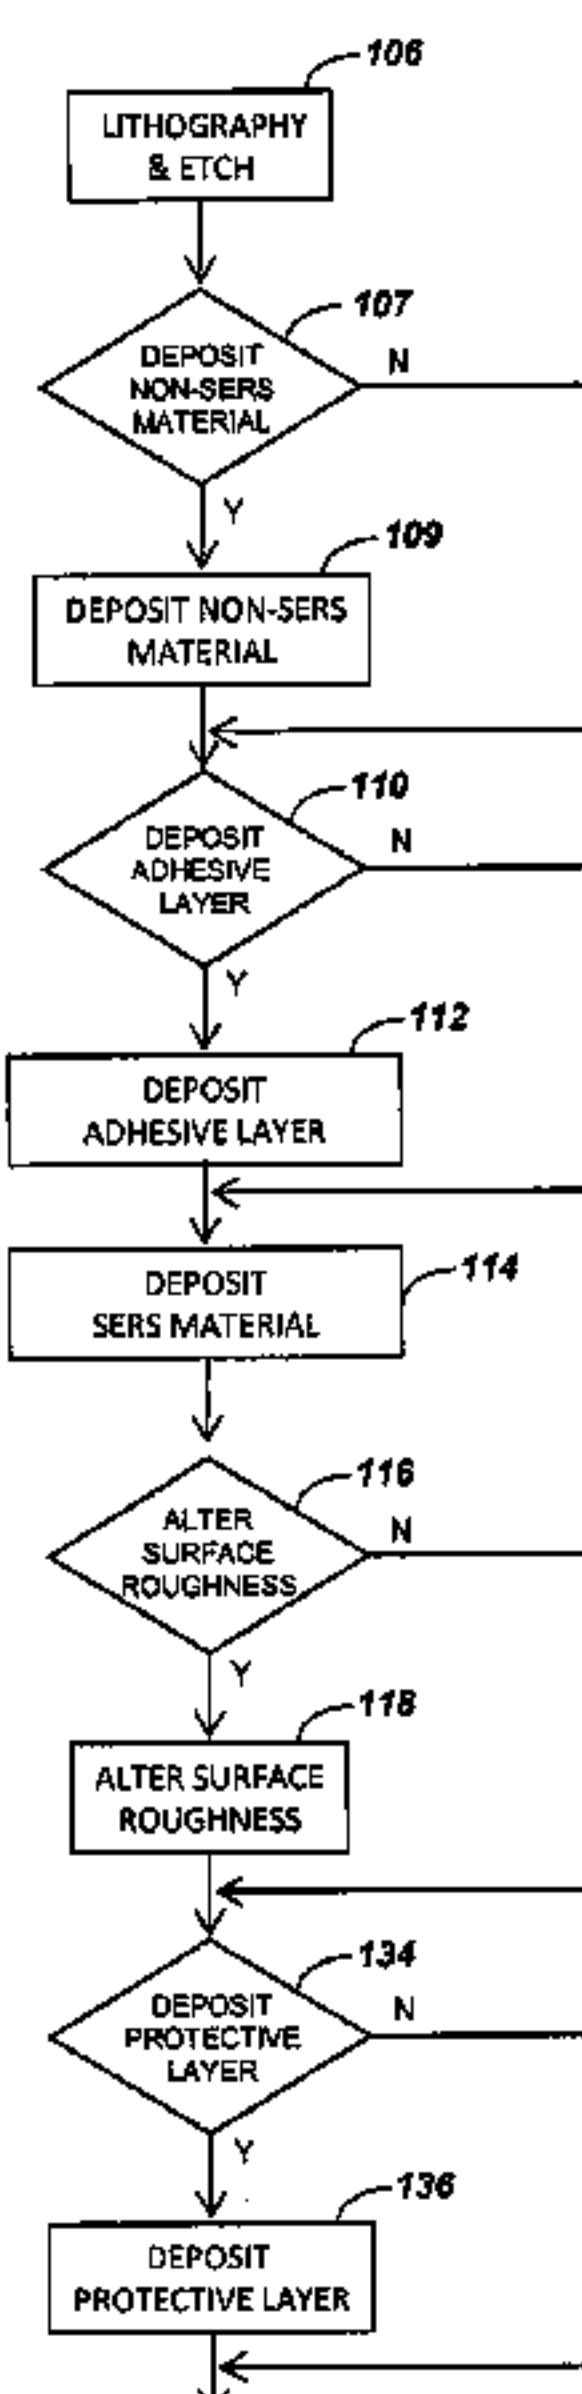 106
LITHOGRAPHY
& ETCH
107
DEPOSIT
NON-SERS
MATERIAL
N
Y
109
DEPOSIT NON-SERS
MATERIAL
110
DEPOSIT
ADHESIVE
LAYER
N
Y
112
DEPOSIT
ADHESIVE LAYER
114
DEPOSIT
SERS MATERIAL
116
ALTER
SURFACE
ROUGHNESS
N
Y
118
ALTER SURFACE
ROUGHNESS
134
DEPOSIT
PROTECTIVE
LAYER
N
Y
136
DEPOSIT
PROTECTIVE LAYER